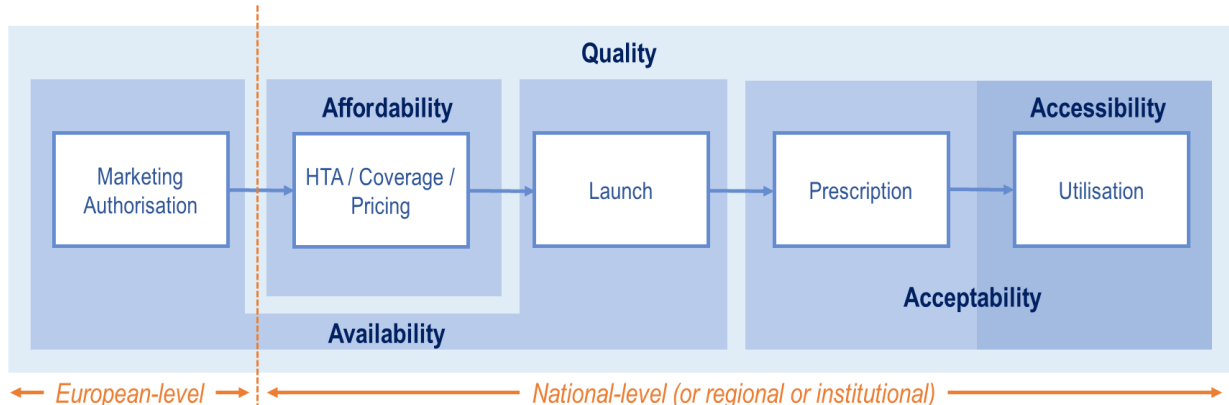 Quality
Affordability
Accessibility
Marketing
Authorisation
HTA / Coverage /
Pricing
Launch
Prescription
Utilisation
Acceptability
Availability
European-level
National-level (or regional or institutional)